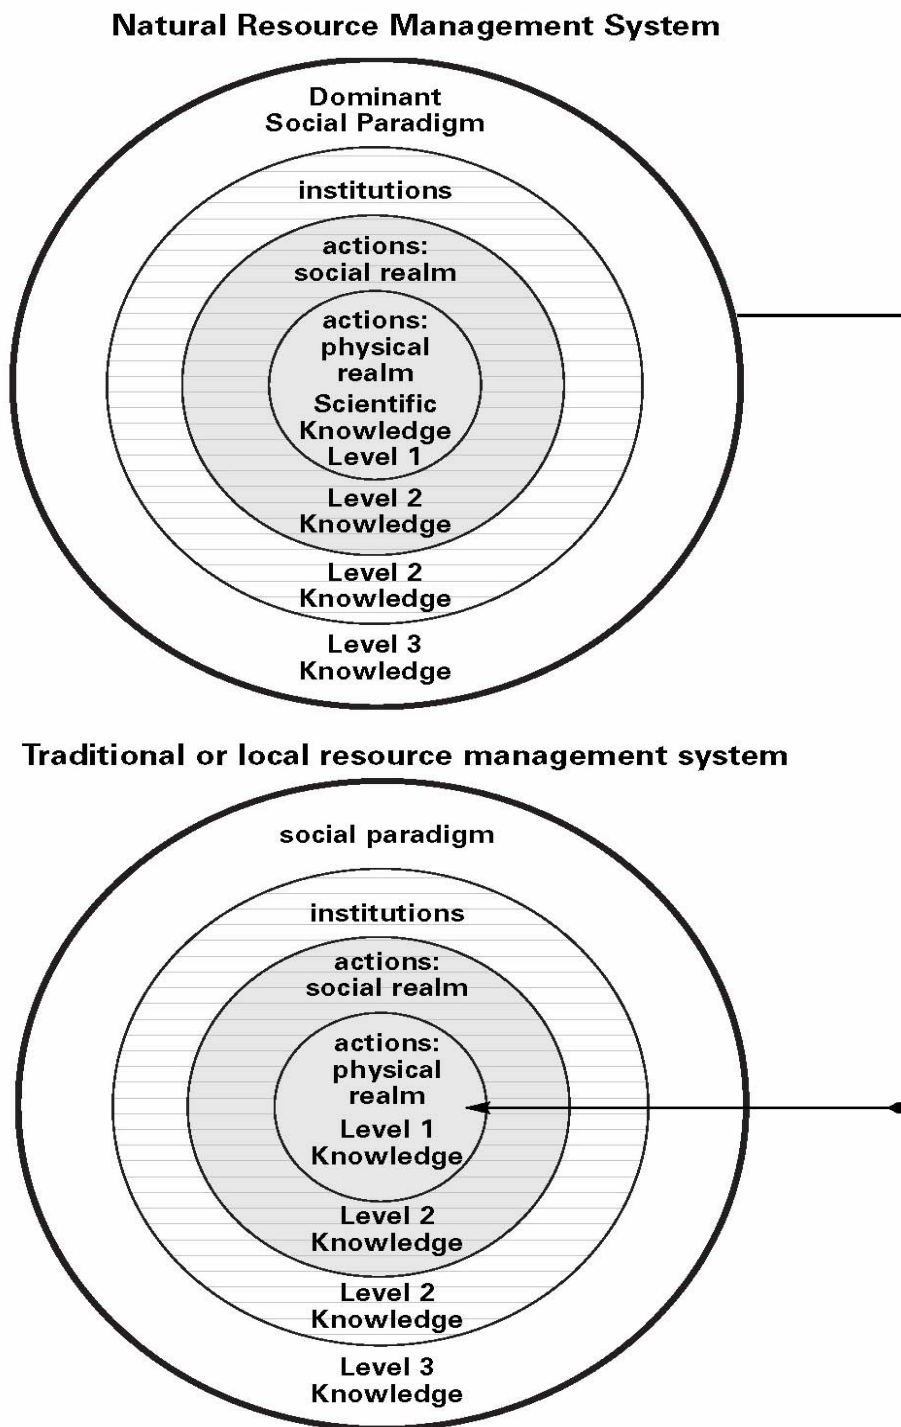 Natural Resource Management System
Dominant
Social Paradigm
institutions
actions:
social realm
actions:
physical
realm
Scientific
Knowledge
Level 1
Level 2
Knowledge
Level 2
Knowledge
Level 3
Knowledge
Traditional or local resource management system
social paradigm
institutions
actions:
social realm
actions:
physical
realm
Level 1
Knowledge
Level 2
Knowledge
Level 2
Knowledge
Level 3
Knowledge